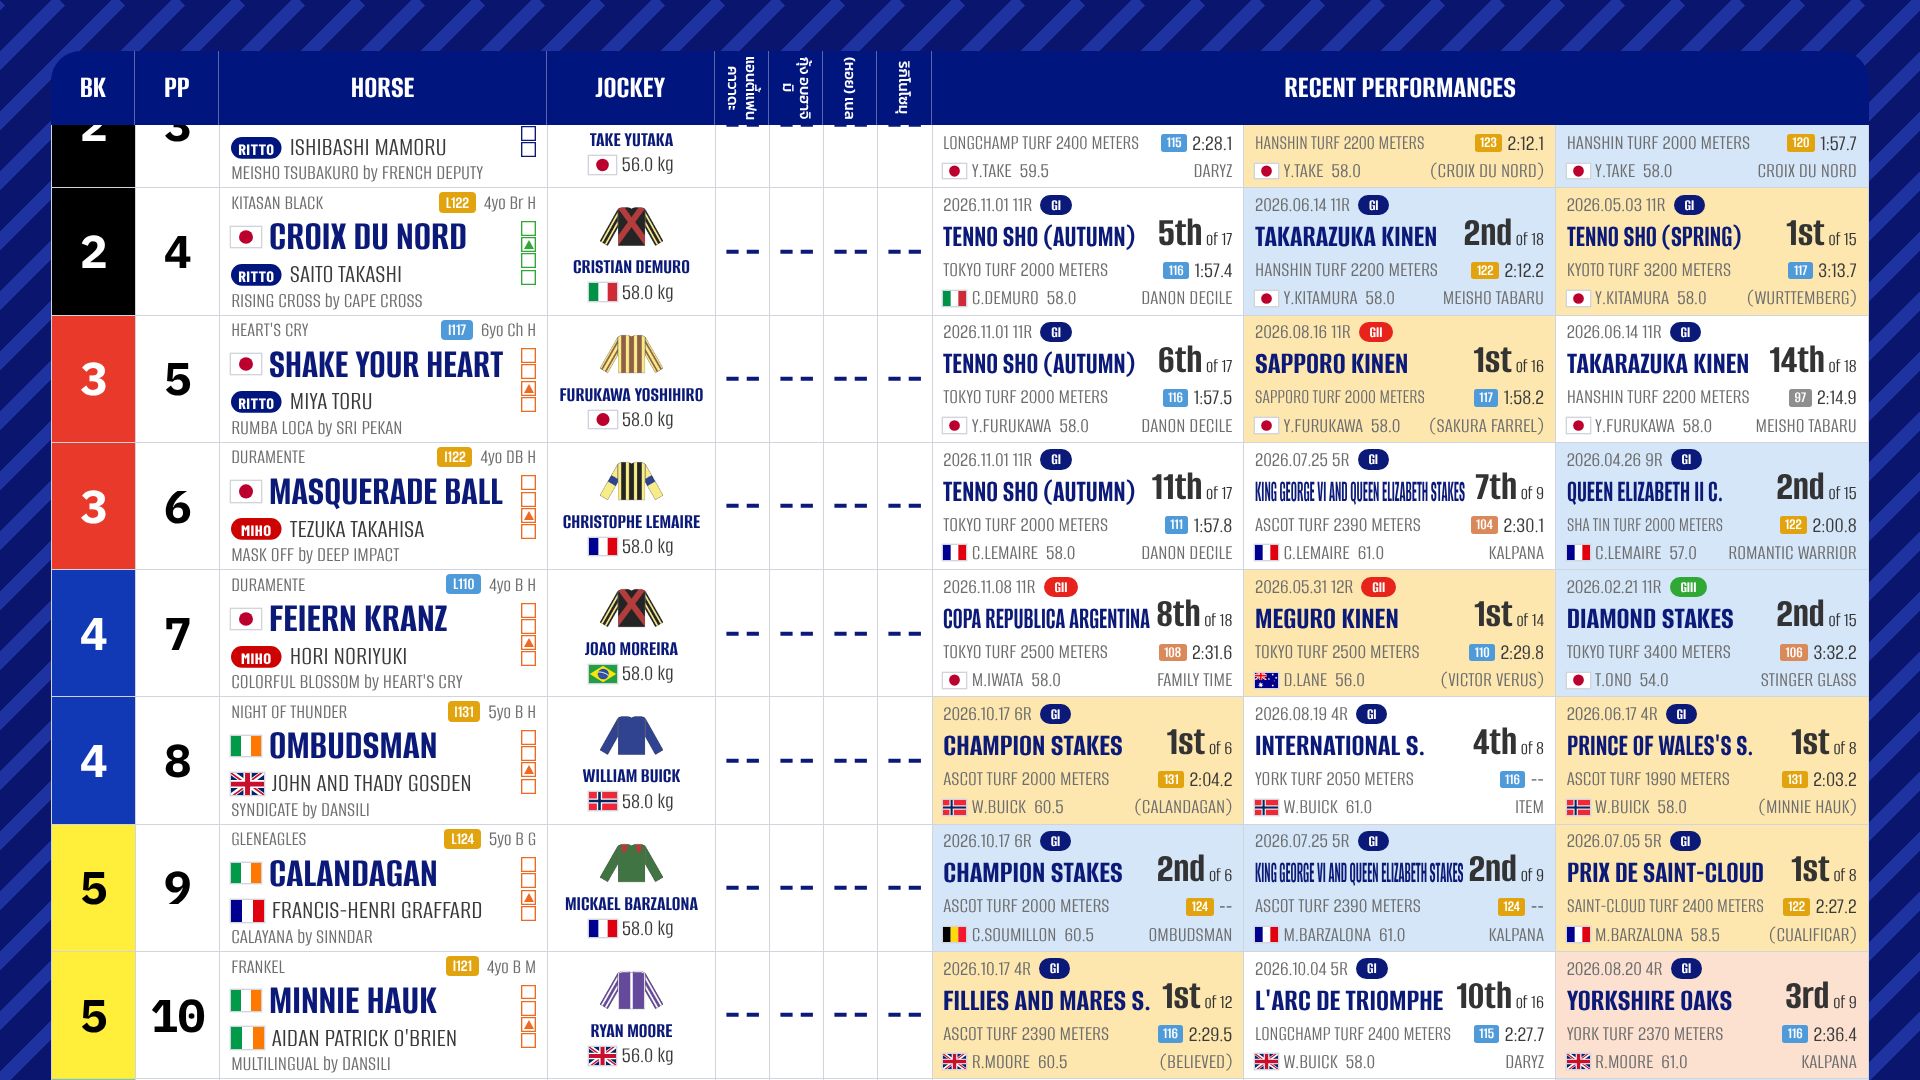 BK PP HORSE JOCKEY RECENT PERFORMANCES
2 3
RITTO ISHIBASHI MAMORU
MEISHO TSUBAKURO by FRENCH DEPUTY
TAKE YUTAKA
56.0 kg
LONGCHAMP TURF 2400 METERS 115 2:28.1
Y.TAKE 59.5 DARYZ
HANSHIN TURF 2200 METERS 123 2:12.1
Y.TAKE 58.0 (CROIX DU NORD)
HANSHIN TURF 2000 METERS 120 1:57.7
Y.TAKE 58.0 CROIX DU NORD
2 4
KITASAN BLACK L122 4yo Br H
CROIX DU NORD
RITTO SAITO TAKASHI
RISING CROSS by CAPE CROSS
CRISTIAN DEMURO
58.0 kg
-- -- -- --
2026.11.01 11R GI
TENNO SHO (AUTUMN) 5th of 17
TOKYO TURF 2000 METERS 116 1:57.4
C.DEMURO 58.0 DANON DECILE
2026.06.14 11R GI
TAKARAZUKA KINEN 2nd of 18
HANSHIN TURF 2200 METERS 122 2:12.2
Y.KITAMURA 58.0 MEISHO TABARU
2026.05.03 11R GI
TENNO SHO (SPRING) 1st of 15
KYOTO TURF 3200 METERS 117 3:13.7
Y.KITAMURA 58.0 (WURTTEMBERG)
3 5
HEART'S CRY I117 6yo Ch H
SHAKE YOUR HEART
RITTO MIYA TORU
RUMBA LOCA by SRI PEKAN
FURUKAWA YOSHIHIRO
58.0 kg
-- -- -- --
2026.11.01 11R GI
TENNO SHO (AUTUMN) 6th of 17
TOKYO TURF 2000 METERS 116 1:57.5
Y.FURUKAWA 58.0 DANON DECILE
2026.08.16 11R GII
SAPPORO KINEN 1st of 16
SAPPORO TURF 2000 METERS 117 1:58.2
Y.FURUKAWA 58.0 (SAKURA FARREL)
2026.06.14 11R GI
TAKARAZUKA KINEN 14th of 18
HANSHIN TURF 2200 METERS 97 2:14.9
Y.FURUKAWA 58.0 MEISHO TABARU
3 6
DURAMENTE I122 4yo DB H
MASQUERADE BALL
MIHO TEZUKA TAKAHISA
MASK OFF by DEEP IMPACT
CHRISTOPHE LEMAIRE
58.0 kg
-- -- -- --
2026.11.01 11R GI
TENNO SHO (AUTUMN) 11th of 17
TOKYO TURF 2000 METERS 111 1:57.8
C.LEMAIRE 58.0 DANON DECILE
2026.07.25 5R GI
KING GEORGE VI AND QUEEN ELIZABETH STAKES 7th of 9
ASCOT TURF 2390 METERS 104 2:30.1
C.LEMAIRE 61.0 KALPANA
2026.04.26 9R GI
QUEEN ELIZABETH II C. 2nd of 15
SHA TIN TURF 2000 METERS 122 2:00.8
C.LEMAIRE 57.0 ROMANTIC WARRIOR
4 7
DURAMENTE L110 4yo B H
FEIERN KRANZ
MIHO HORI NORIYUKI
COLORFUL BLOSSOM by HEART'S CRY
JOAO MOREIRA
58.0 kg
-- -- -- --
2026.11.08 11R GII
COPA REPUBLICA ARGENTINA 8th of 18
TOKYO TURF 2500 METERS 108 2:31.6
M.IWATA 58.0 FAMILY TIME
2026.05.31 12R GII
MEGURO KINEN 1st of 14
TOKYO TURF 2500 METERS 110 2:29.8
D.LANE 56.0 (VICTOR VERUS)
2026.02.21 11R GIII
DIAMOND STAKES 2nd of 15
TOKYO TURF 3400 METERS 106 3:32.2
T.ONO 54.0 STINGER GLASS
4 8
NIGHT OF THUNDER I131 5yo B H
OMBUDSMAN
JOHN AND THADY GOSDEN
SYNDICATE by DANSILI
WILLIAM BUICK
58.0 kg
-- -- -- --
2026.10.17 6R GI
CHAMPION STAKES 1st of 6
ASCOT TURF 2000 METERS 131 2:04.2
W.BUICK 60.5 (CALANDAGAN)
2026.08.19 4R GI
INTERNATIONAL S. 4th of 8
YORK TURF 2050 METERS 116 --
W.BUICK 61.0 ITEM
2026.06.17 4R GI
PRINCE OF WALES'S S. 1st of 8
ASCOT TURF 1990 METERS 131 2:03.2
W.BUICK 58.0 (MINNIE HAUK)
5 9
GLENEAGLES L124 5yo B G
CALANDAGAN
FRANCIS-HENRI GRAFFARD
CALAYANA by SINNDAR
MICKAEL BARZALONA
58.0 kg
-- -- -- --
2026.10.17 6R GI
CHAMPION STAKES 2nd of 6
ASCOT TURF 2000 METERS 124 --
C.SOUMILLON 60.5 OMBUDSMAN
2026.07.25 5R GI
KING GEORGE VI AND QUEEN ELIZABETH STAKES 2nd of 9
ASCOT TURF 2390 METERS 124 --
M.BARZALONA 61.0 KALPANA
2026.07.05 5R GI
PRIX DE SAINT-CLOUD 1st of 8
SAINT-CLOUD TURF 2400 METERS 122 2:27.2
M.BARZALONA 58.5 (CUALIFICAR)
5 10
FRANKEL I121 4yo B M
MINNIE HAUK
AIDAN PATRICK O'BRIEN
MULTILINGUAL by DANSILI
RYAN MOORE
56.0 kg
-- -- -- --
2026.10.17 4R GI
FILLIES AND MARES S. 1st of 12
ASCOT TURF 2390 METERS 116 2:29.5
R.MOORE 60.5 (BELIEVED)
2026.10.04 5R GI
L'ARC DE TRIOMPHE 10th of 16
LONGCHAMP TURF 2400 METERS 115 2:27.7
W.BUICK 58.0 DARYZ
2026.08.20 4R GI
YORKSHIRE OAKS 3rd of 9
YORK TURF 2370 METERS 116 2:36.4
R.MOORE 61.0 KALPANA